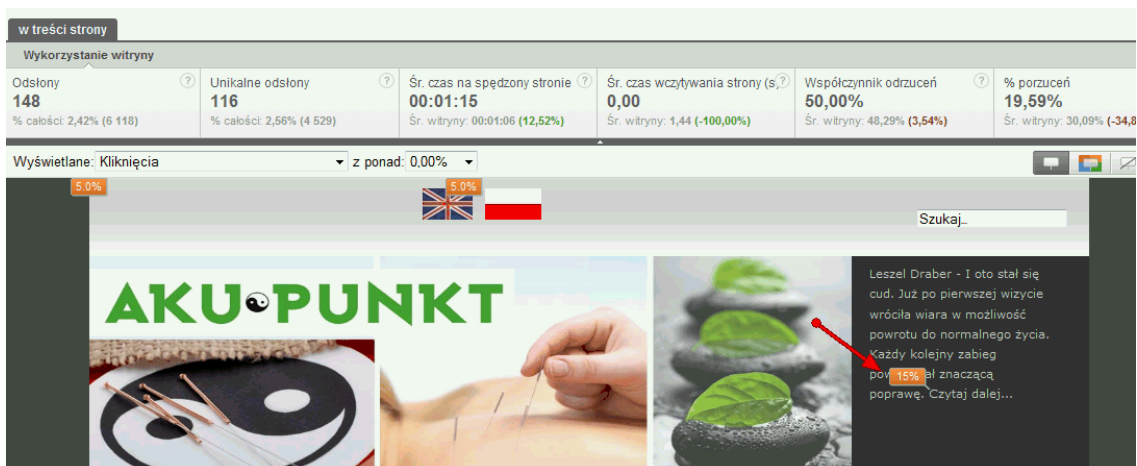 w treści strony
Wykorzystanie witryny
Odsłony
148
% całości: 2,42% (6 118)
Unikalne odsłony
116
% całości: 2,56% (4 529)
Śr. czas na spędzony stronie
00:01:15
Śr. witryny: 00:01:06 (12,52%)
Śr. czas wczytywania strony (s,
0,00
Śr. witryny: 1,44 (-100,00%)
Współczynnik odrzuceń
50,00%
Śr. witryny: 48,29% (3,54%)
% porzuceń
19,59%
Śr. witryny: 30,09% (-34,8
Wyświetlane: Kliknięcia z ponad: 0,00%
5.0% 5.0%
Szukaj..
AKU PUNKT
Leszel Draber - I oto stał się
cud. Już po pierwszej wizycie
wróciła wiara w możliwość
powrotu do normalnego życia.
Każdy kolejny zabieg
15% znaczącą
poprawę. Czytaj dalej...